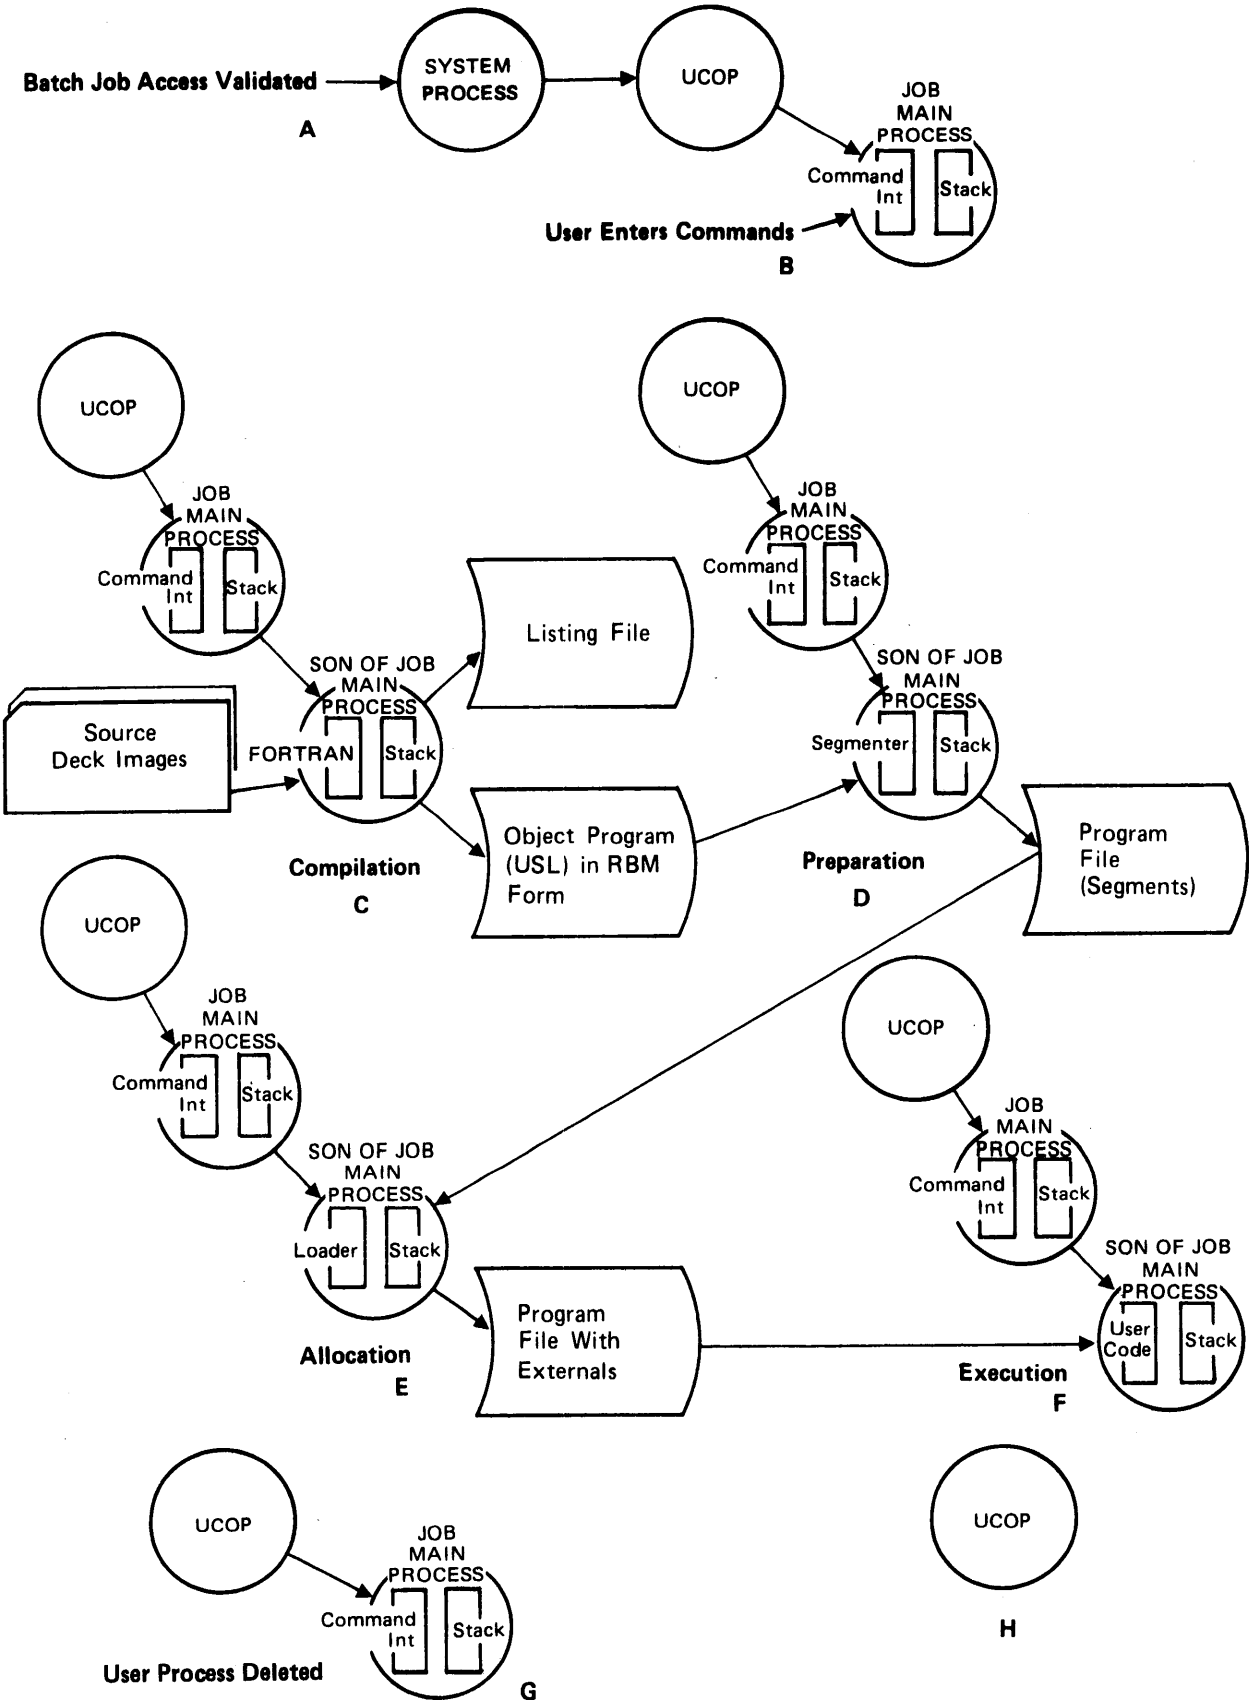 Batch Job Access Validated
A
SYSTEM
PROCESS
UCOP
JOB
MAIN
PROCESS
Command
Int
Stack
User Enters Commands
B
UCOP
JOB
MAIN
PROCESS
Command
Int
Stack
Source
Deck Images
SON OF JOB
MAIN
PROCESS
FORTRAN
Stack
Listing File
Object Program
(USL) in RBM
Form
Compilation
C
UCOP
JOB
MAIN
PROCESS
Command
Int
Stack
SON OF JOB
MAIN
PROCESS
Segmenter
Stack
Preparation
D
Program
File
(Segments)
UCOP
JOB
MAIN
PROCESS
Command
Int
Stack
SON OF JOB
MAIN
PROCESS
Loader
Stack
Allocation
E
Program
File With
Externals
UCOP
JOB
MAIN
PROCESS
Command
Int
Stack
SON OF JOB
MAIN
PROCESS
User
Code
Stack
Execution
F
UCOP
JOB
MAIN
PROCESS
Command
Int
Stack
User Process Deleted
G
UCOP
H